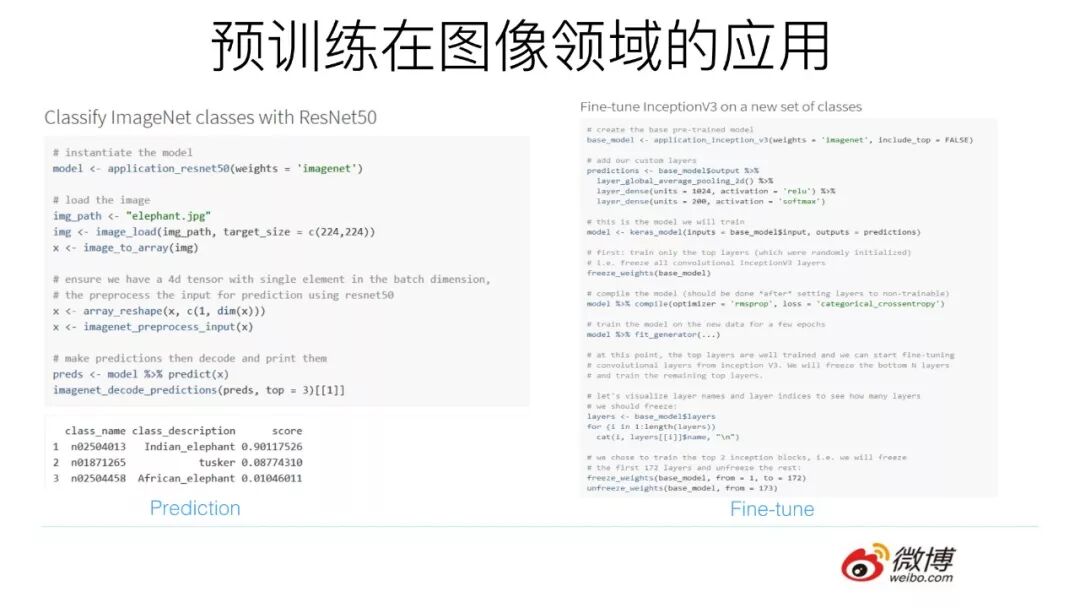 预训练在图像领域的应用
Classify ImageNet classes with ResNet50
# instantiate the model
model <- application_resnet50(weights = 'imagenet')
# load the image
img_path <- "elephant.jpg"
img <- image_load(img_path, target_size = c(224,224))
x <- image_to_array(img)
# ensure we have a 4d tensor with single element in the batch dimension,
# the preprocess the input for prediction using resnet50
x <- array_reshape(x, c(1, dim(x)))
x <- imagenet_preprocess_input(x)
# make predictions then decode and print them
preds <- model %>% predict(x)
imagenet_decode_predictions(preds, top = 3)[[1]]
class_name class_description score
1 n02504013 Indian_elephant 0.90117526
2 n01871265 tusker 0.08774310
3 n02504458 African_elephant 0.01046011
Prediction
Fine-tune InceptionV3 on a new set of classes
# create the base pre-trained model
base_model <- application_inception_v3(weights = 'imagenet', include_top = FALSE)
# add our custom layers
predictions <- base_model$output %>%
layer_global_average_pooling_2d() %>%
layer_dense(units = 1024, activation = 'relu') %>%
layer_dense(units = 200, activation = 'softmax')
# this is the model we will train
model <- keras_model(inputs = base_model$input, outputs = predictions)
# first: train only the top layers (which were randomly initialized)
# i.e. freeze all convolutional InceptionV3 layers
freeze_weights(base_model)
# compile the model (should be done *after* setting layers to non-trainable)
model %>% compile(optimizer = 'rmsprop', loss = 'categorical_crossentropy')
# train the model on the new data for a few epochs
model %>% fit_generator(...)
# at this point, the top layers are well trained and we can start fine-tuning
# convolutional layers from inception V3. We will freeze the bottom N layers
# and train the remaining top layers.
# let's visualize layer names and layer indices to see how many layers
# we should freeze:
layers <- base_model$layers
for (i in 1:length(layers))
cat(i, layers[[i]]$name, "\n")
# we chose to train the top 2 inception blocks, i.e. we will freeze
# the first 172 layers and unfreeze the rest:
freeze_weights(base_model, from = 1, to = 172)
unfreeze_weights(base_model, from = 173)
Fine-tune
微博
weibo.com